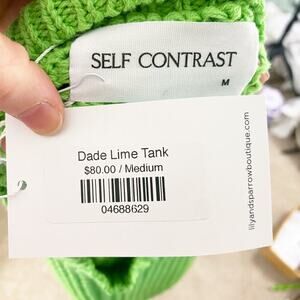 SELF CONTRAST
M
Dade Lime Tank
$80.00 / Medium
04688629
lilyandsparrowboutique.com